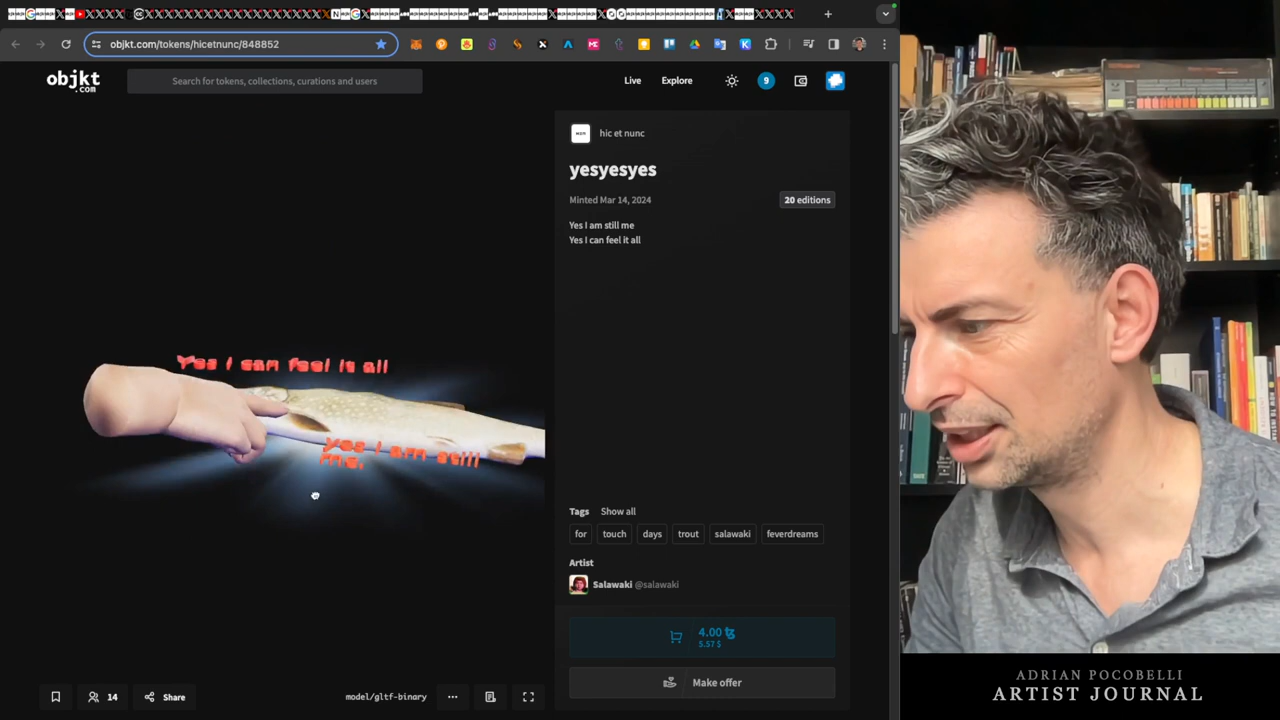 objkt.com/tokens/hicetnunc/848852
objkt
.com
Search for tokens, collections, curations and users
Live
Explore
9
hic et nunc
yesyesyes
Minted Mar 14, 2024
20 editions
Yes I am still me
Yes I can feel it all
Yes I can feel it all
yes I am still
me,
Tags
Show all
for
touch
days
trout
salawaki
feverdreams
Artist
Salawaki @salawaki
4.00 ꜩ
5.57 $
Make offer
14
Share
model/gltf-binary
ADRIAN POCOBELLI
ARTIST JOURNAL